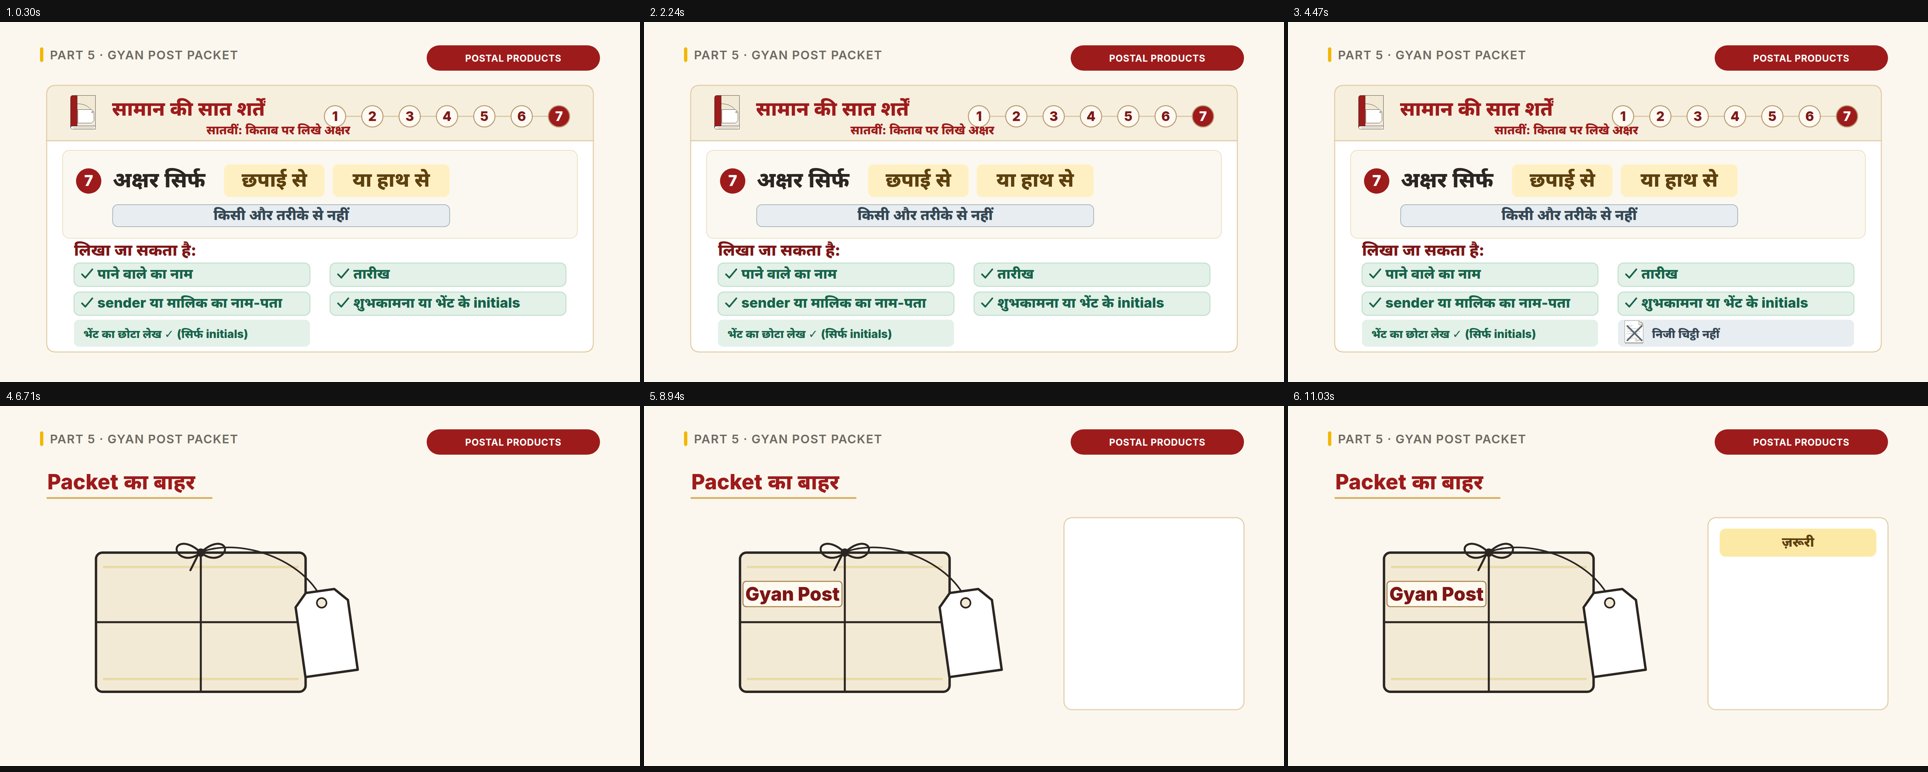 1. 0.30s
PART 5 · GYAN POST PACKET
POSTAL PRODUCTS
सामान की सात शर्तें
1 2 3 4 5 6 7
सातवीं: किताब पर लिखे अक्षर
7 अक्षर सिर्फ छपाई से या हाथ से
किसी और तरीके से नहीं
लिखा जा सकता है:
✓ पाने वाले का नाम ✓ तारीख
✓ sender या मालिक का नाम-पता ✓ शुभकामना या भेंट के initials
भेंट का छोटा लेख ✓ (सिर्फ initials)
2. 2.24s
PART 5 · GYAN POST PACKET
POSTAL PRODUCTS
सामान की सात शर्तें
1 2 3 4 5 6 7
सातवीं: किताब पर लिखे अक्षर
7 अक्षर सिर्फ छपाई से या हाथ से
किसी और तरीके से नहीं
लिखा जा सकता है:
✓ पाने वाले का नाम ✓ तारीख
✓ sender या मालिक का नाम-पता ✓ शुभकामना या भेंट के initials
भेंट का छोटा लेख ✓ (सिर्फ initials)
3. 4.47s
PART 5 · GYAN POST PACKET
POSTAL PRODUCTS
सामान की सात शर्तें
1 2 3 4 5 6 7
सातवीं: किताब पर लिखे अक्षर
7 अक्षर सिर्फ छपाई से या हाथ से
किसी और तरीके से नहीं
लिखा जा सकता है:
✓ पाने वाले का नाम ✓ तारीख
✓ sender या मालिक का नाम-पता ✓ शुभकामना या भेंट के initials
भेंट का छोटा लेख ✓ (सिर्फ initials) निजी चिट्ठी नहीं
4. 6.71s
PART 5 · GYAN POST PACKET
POSTAL PRODUCTS
Packet का बाहर
5. 8.94s
PART 5 · GYAN POST PACKET
POSTAL PRODUCTS
Packet का बाहर
Gyan Post
6. 11.03s
PART 5 · GYAN POST PACKET
POSTAL PRODUCTS
Packet का बाहर
ज़रूरी
Gyan Post